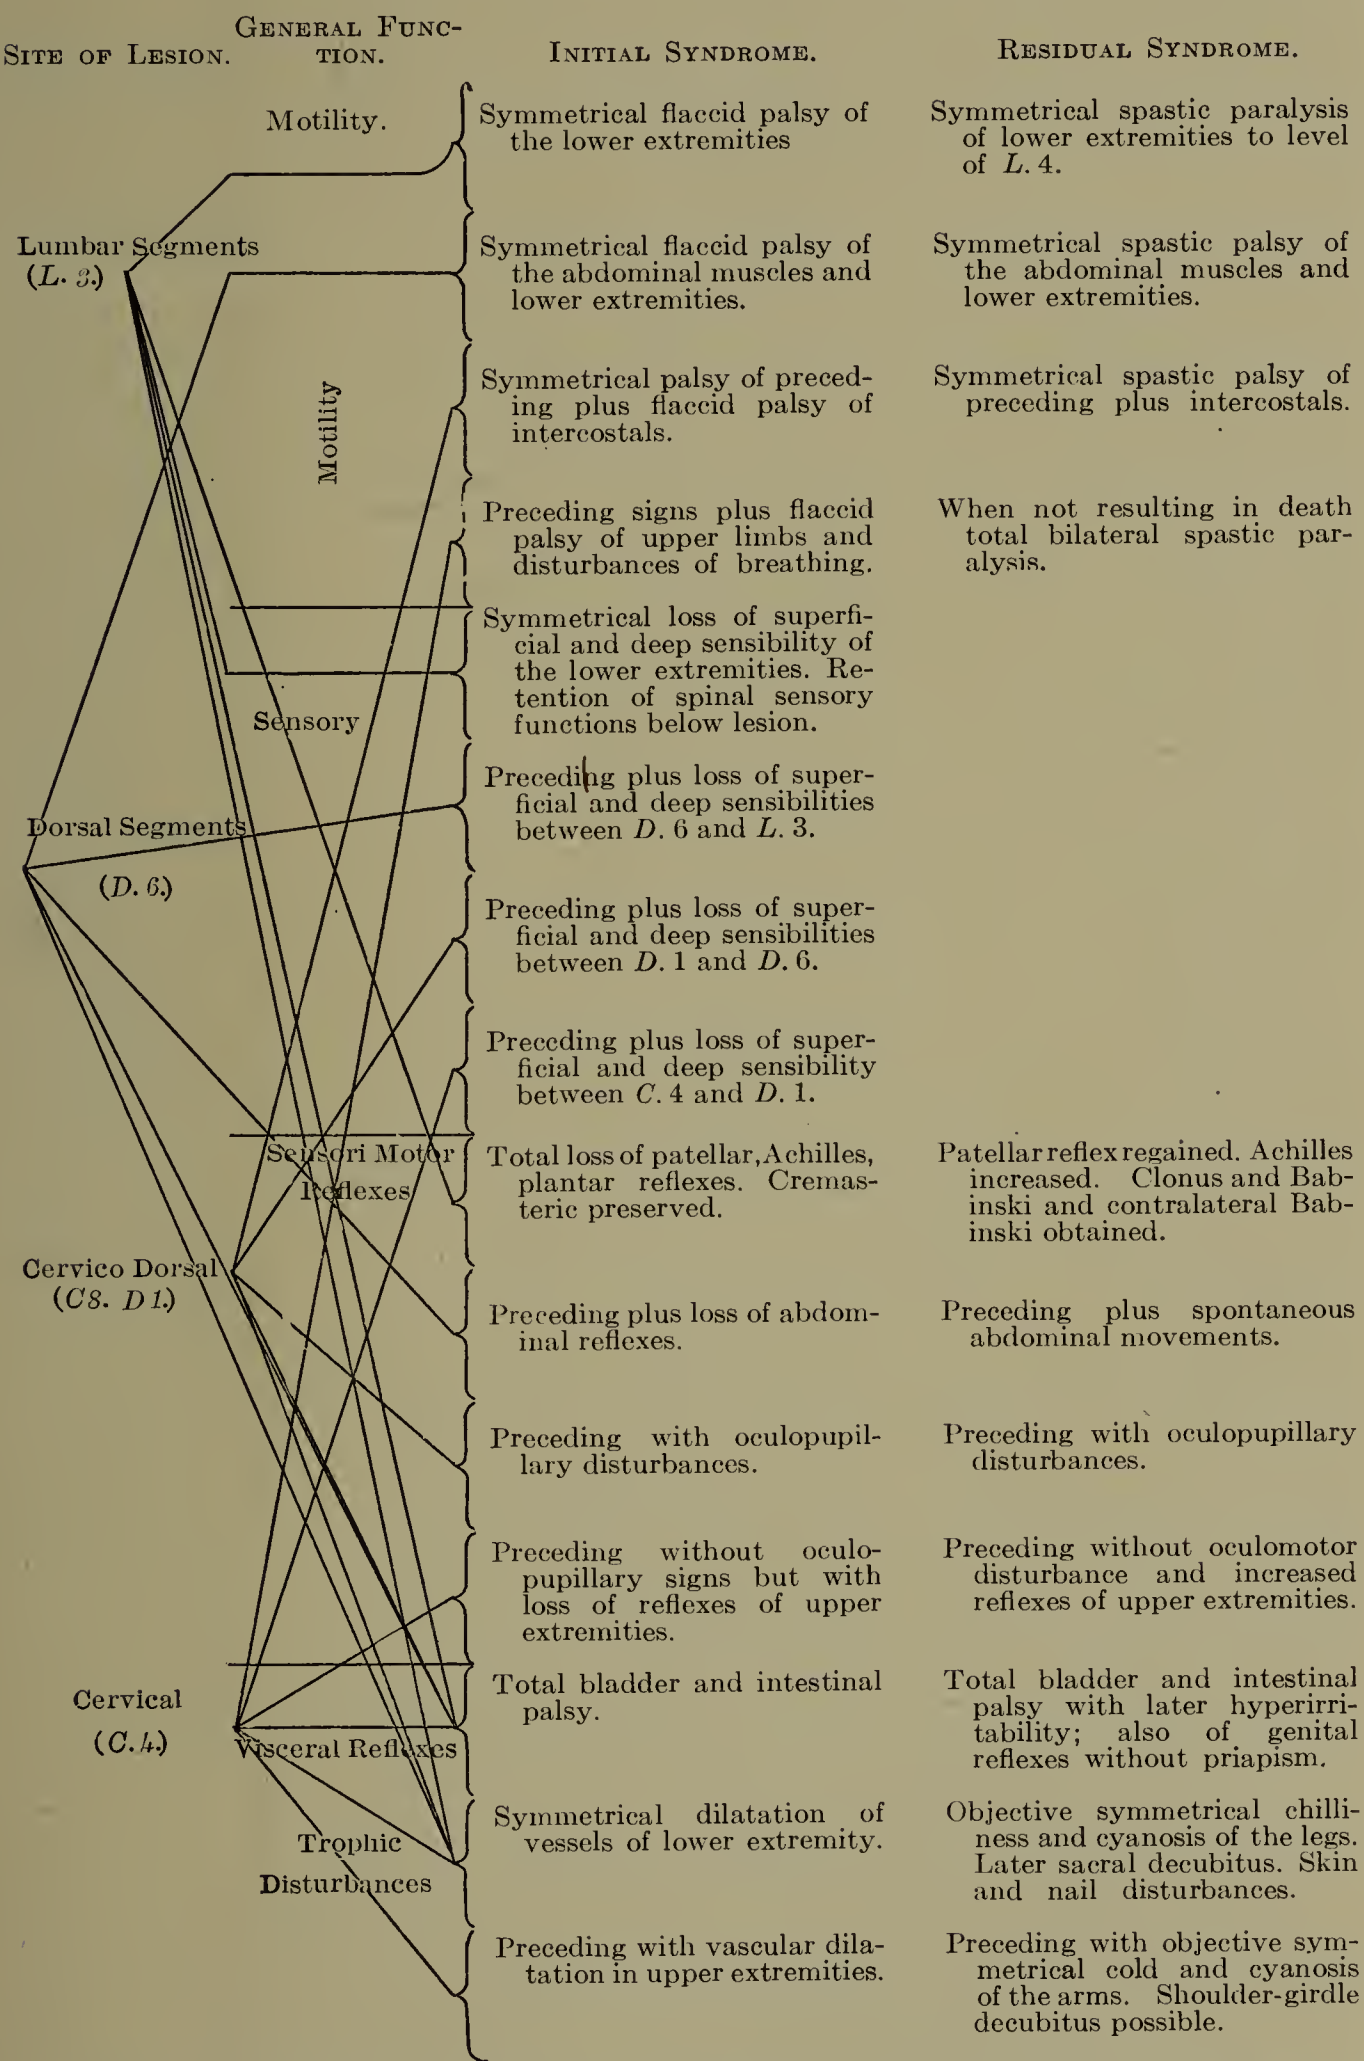 SITE OF LESION.
GENERAL FUNC-
TION.
INITIAL SYNDROME.
RESIDUAL SYNDROME.
Motility.
Symmetrical flaccid palsy of
the lower extremities
Symmetrical spastic paralysis
of lower extremities to level
of L. 4.
Lumbar Segments
(L. 3.)
Symmetrical flaccid palsy of
the abdominal muscles and
lower extremities.
Symmetrical spastic palsy of
the abdominal muscles and
lower extremities.
Motility
Symmetrical palsy of preced-
ing plus flaccid palsy of
intercostals.
Symmetrical spastic palsy of
preceding plus intercostals.
Preceding signs plus flaccid
palsy of upper limbs and
disturbances of breathing.
When not resulting in death
total bilateral spastic par-
alysis.
Sensory
Symmetrical loss of superfi-
cial and deep sensibility of
the lower extremities. Re-
tention of spinal sensory
functions below lesion.
Dorsal Segments
(D. 6.)
Preceding plus loss of super-
ficial and deep sensibilities
between D. 6 and L. 3.
Preceding plus loss of super-
ficial and deep sensibilities
between D. 1 and D. 6.
Preceding plus loss of super-
ficial and deep sensibility
between C. 4 and D. 1.
Sensori Motor
Reflexes
Total loss of patellar, Achilles,
plantar reflexes. Cremas-
teric preserved.
Patellar reflex regained. Achilles
increased. Clonus and Bab-
inski and contralateral Bab-
inski obtained.
Cervico Dorsal
(C8. D1.)
Preceding plus loss of abdom-
inal reflexes.
Preceding plus spontaneous
abdominal movements.
Preceding with oculopupil-
lary disturbances.
Preceding with oculopupillary
disturbances.
Preceding without oculo-
pupillary signs but with
loss of reflexes of upper
extremities.
Preceding without oculomotor
disturbance and increased
reflexes of upper extremities.
Cervical
(C.4.)
Visceral Reflexes
Total bladder and intestinal
palsy.
Total bladder and intestinal
palsy with later hyperirri-
tability; also of genital
reflexes without priapism.
Trophic
Disturbances
Symmetrical dilatation of
vessels of lower extremity.
Objective symmetrical chilli-
ness and cyanosis of the legs.
Later sacral decubitus. Skin
and nail disturbances.
Preceding with vascular dila-
tation in upper extremities.
Preceding with objective sym-
metrical cold and cyanosis
of the arms. Shoulder-girdle
decubitus possible.